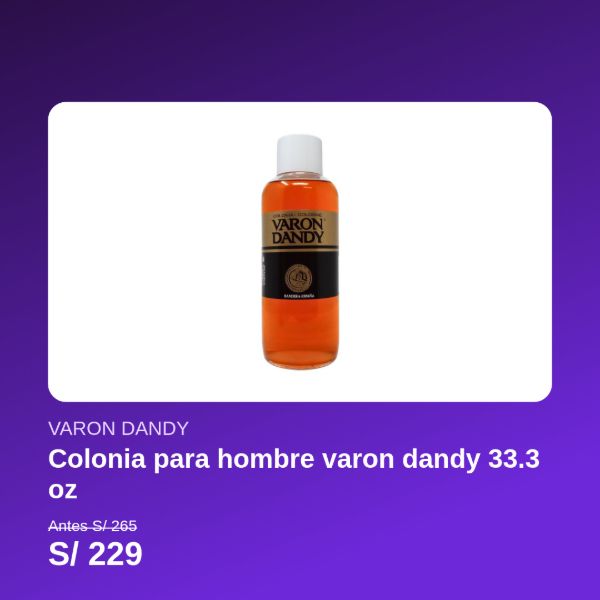 VARON
DANDY
VARON DANDY
Colonia para hombre varon dandy 33.3
oz
Antes S/ 265
S/ 229